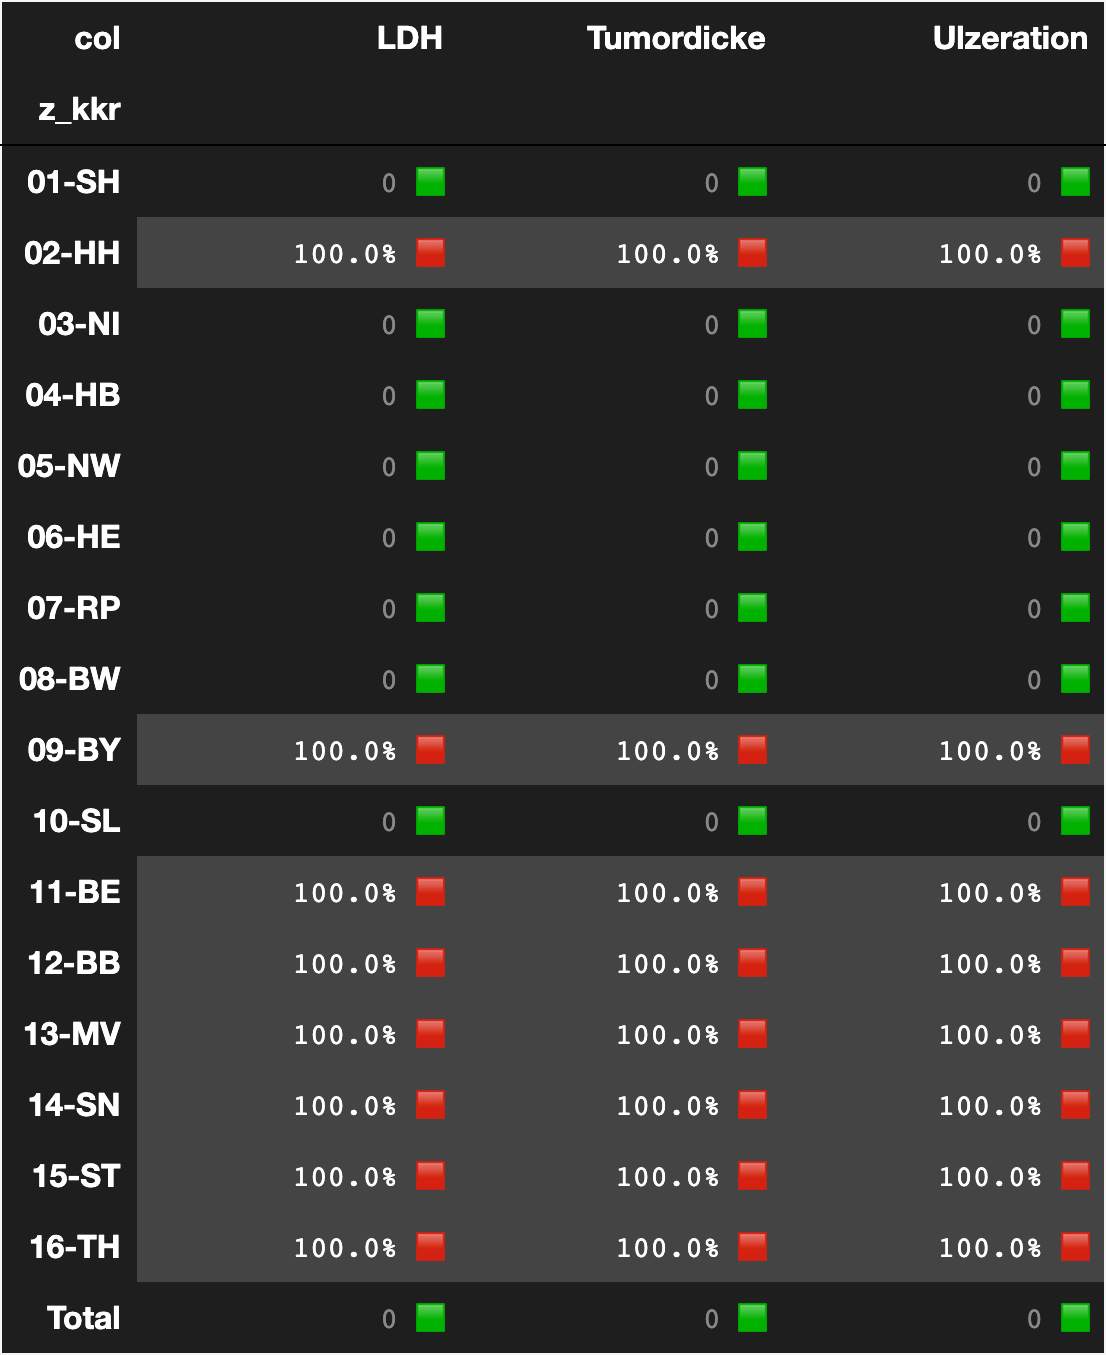 col LDH Tumordicke Ulzeration
z_kkr
01-SH 0 0 0
02-HH 100.0% 100.0% 100.0%
03-NI 0 0 0
04-HB 0 0 0
05-NW 0 0 0
06-HE 0 0 0
07-RP 0 0 0
08-BW 0 0 0
09-BY 100.0% 100.0% 100.0%
10-SL 0 0 0
11-BE 100.0% 100.0% 100.0%
12-BB 100.0% 100.0% 100.0%
13-MV 100.0% 100.0% 100.0%
14-SN 100.0% 100.0% 100.0%
15-ST 100.0% 100.0% 100.0%
16-TH 100.0% 100.0% 100.0%
Total 0 0 0